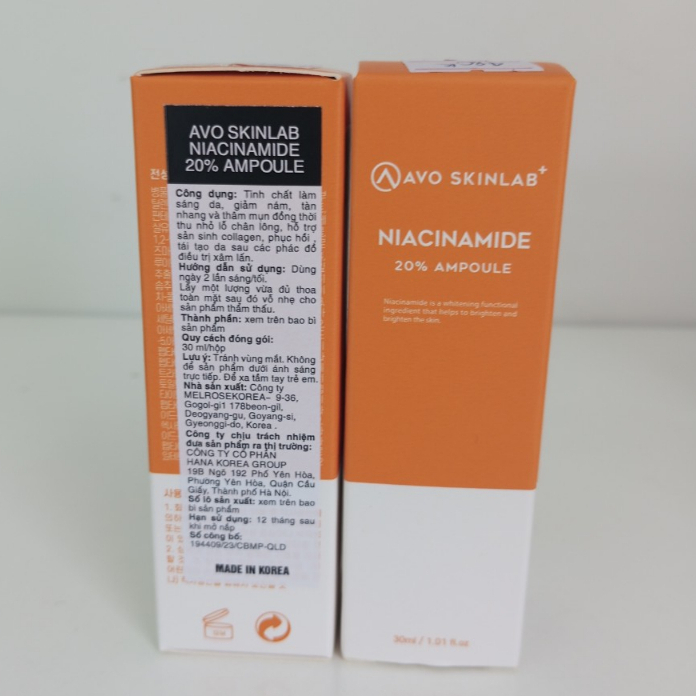 AVO SKINLAB
NIACINAMIDE
20% AMPOULE
Công dụng: Tinh chất làm
sáng da, giảm nám, tàn
nhang và thâm mụn đồng thời
thu nhỏ lỗ chân lông, hỗ trợ
sản sinh collagen, phục hồi ,
tái tạo da sau các phác đồ
điều trị xâm lấn.
Hướng dẫn sử dụng: Dùng
ngày 2 lần sáng/tối.
Lấy một lượng vừa đủ thoa
toàn mặt sau đó vỗ nhẹ cho
sản phẩm thẩm thấu.
Thành phần: xem trên bao bì
sản phẩm
Quy cách đóng gói:
30 ml/hộp
Lưu ý: Tránh vùng mắt. Không
để sản phẩm dưới ánh sáng
trực tiếp. Để xa tầm tay trẻ em.
Nhà sản xuất: Công ty
MELROSEKOREA- 9-36,
Gogol-gi1 178beon-gil,
Deogyang-gu, Goyang-si,
Gyeonggi-do, Korea .
Công ty chịu trách nhiệm
đưa sản phẩm ra thị trường:
CÔNG TY CỔ PHẦN
HANA KOREA GROUP
19B Ngõ 192 Phố Yên Hòa,
Phường Yên Hòa, Quận Cầu
Giấy, Thành phố Hà Nội.
Số lô sản xuất: xem trên bao
bì sản phẩm
Hạn sử dụng: 12 tháng sau
khi mở nắp
Số công bố:
194409/23/CBMP-QLD
MADE IN KOREA
AVO SKINLAB+
NIACINAMIDE
20% AMPOULE
Niacinamide is a whitening functional
ingredient that helps to brighten and
brighten the skin.
30ml / 1.01 fl.oz